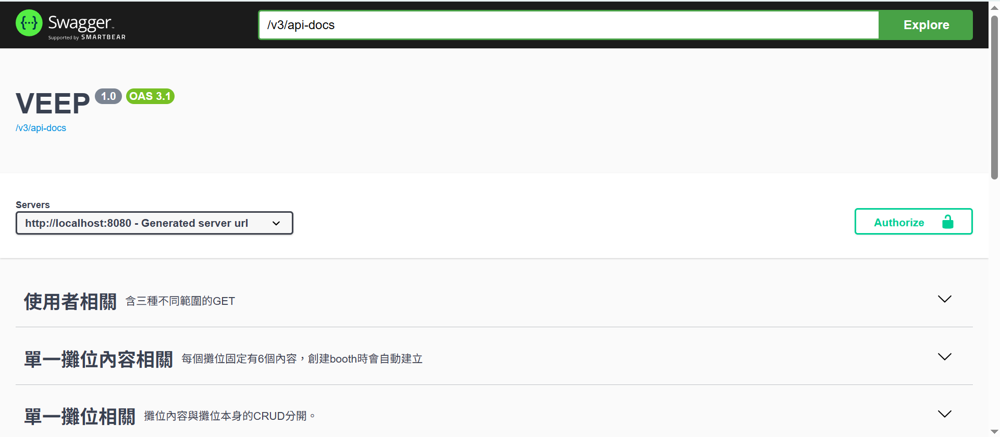 Swagger™
Supported by SMARTBEAR
/v3/api-docs
Explore
VEEP 1.0 OAS 3.1
/v3/api-docs
Servers
http://localhost:8080 - Generated server url
Authorize
使用者相關 含三種不同範圍的GET
單一攤位內容相關 每個攤位固定有6個內容，創建booth時會自動建立
單一攤位相關 攤位內容與攤位本身的CRUD分開。